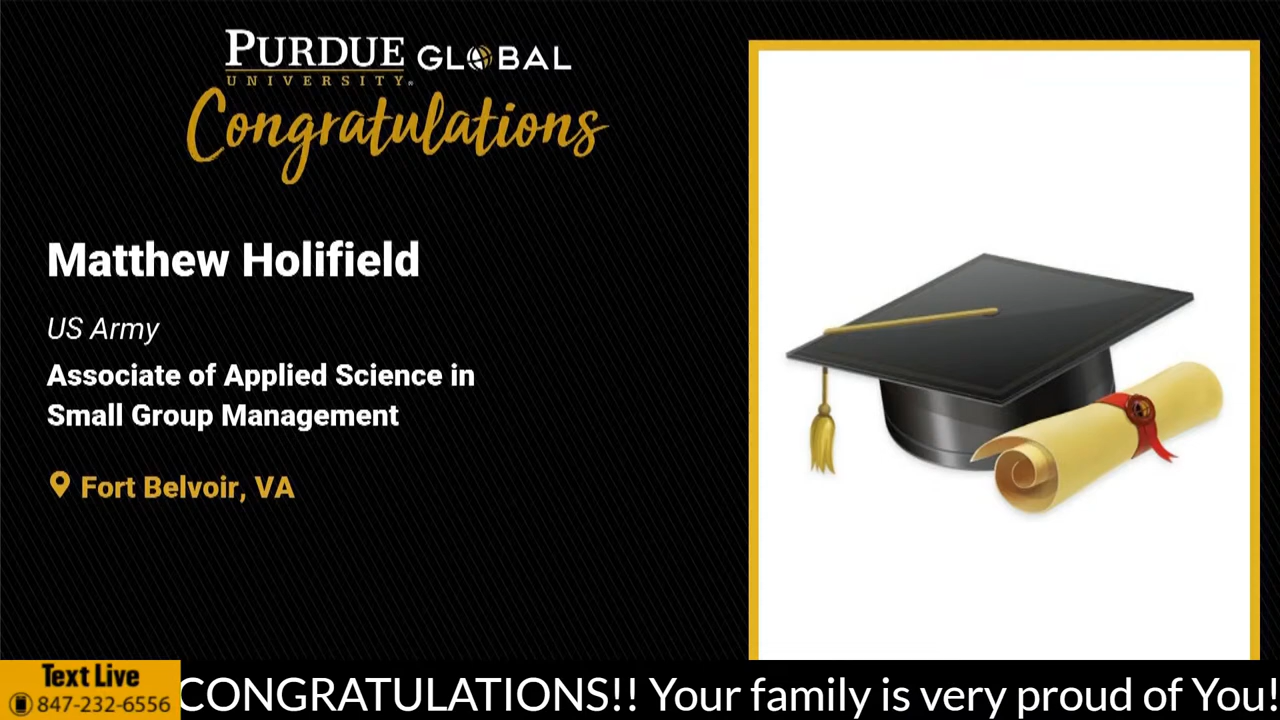 PURDUE GLOBAL
UNIVERSITY®
Congratulations
Matthew Holifield
US Army
Associate of Applied Science in
Small Group Management
Fort Belvoir, VA
Text Live
847-232-6556
CONGRATULATIONS!! Your family is very proud of You!